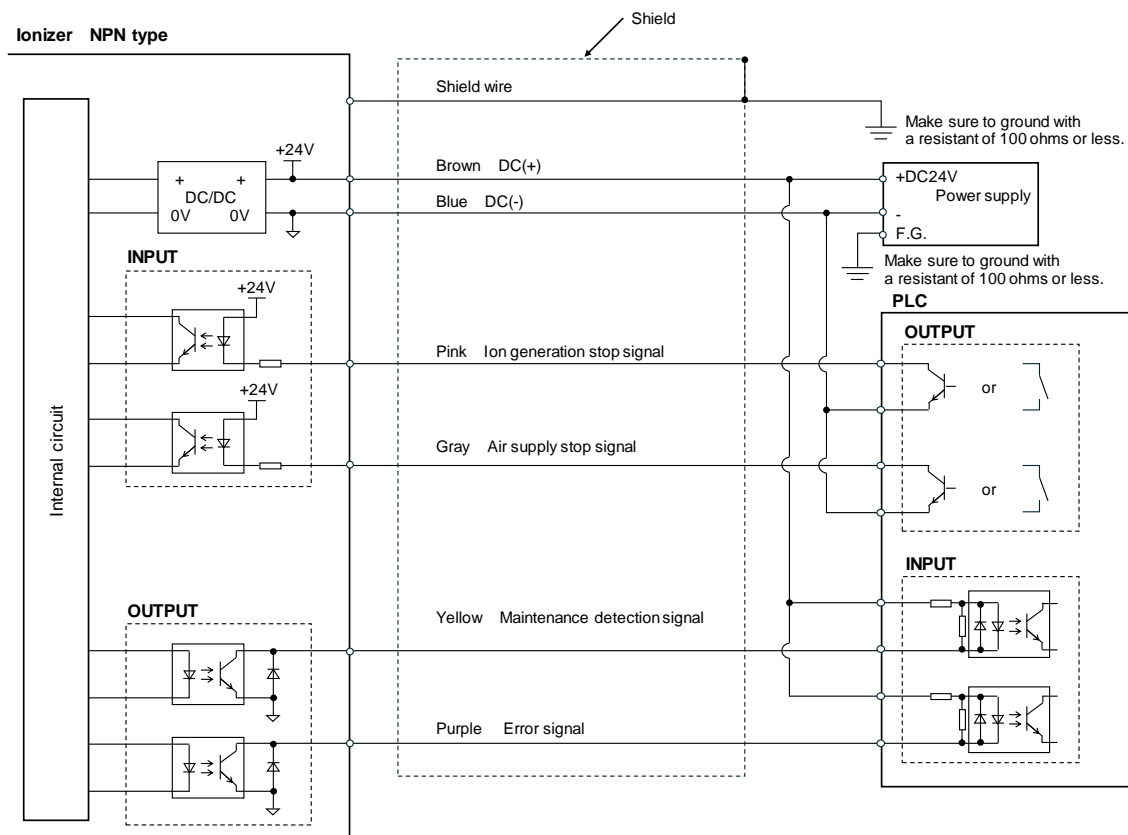 Shield
Ionizer NPN type
Shield wire
Make sure to ground with
a resistant of 100 ohms or less.
+24V
Brown DC(+)
+ +
DC/DC
0V 0V
Blue DC(-)
+DC24V
Power supply
-
F.G.
Make sure to ground with
a resistant of 100 ohms or less.
INPUT
+24V
PLC
OUTPUT
Pink Ion generation stop signal
or
+24V
Gray Air supply stop signal
or
Internal circuit
INPUT
OUTPUT
Yellow Maintenance detection signal
Purple Error signal